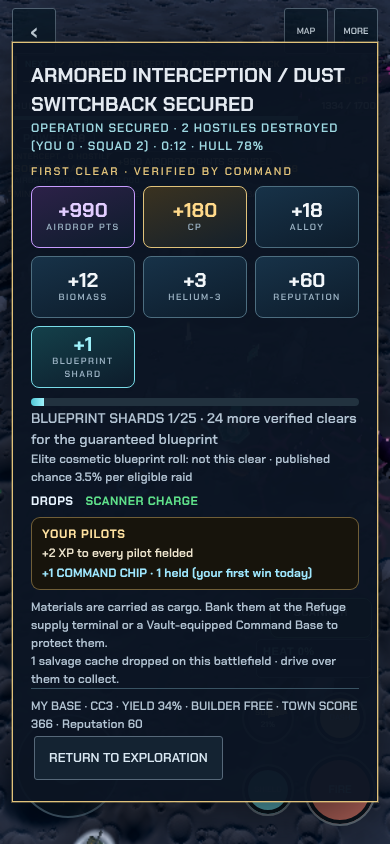 ‹
MAP
MORE
ARMORED INTERCEPTION / DUST
SWITCHBACK SECURED
OPERATION SECURED · 2 HOSTILES DESTROYED
(YOU 0 · SQUAD 2) · 0:12 · HULL 78%
FIRST CLEAR · VERIFIED BY COMMAND
+990
AIRDROP PTS
+180
CP
+18
ALLOY
+12
BIOMASS
+3
HELIUM-3
+60
REPUTATION
+1
BLUEPRINT
SHARD
BLUEPRINT SHARDS 1/25 · 24 more verified clears
for the guaranteed blueprint
Elite cosmetic blueprint roll: not this clear · published
chance 3.5% per eligible raid
DROPS SCANNER CHARGE
YOUR PILOTS
+2 XP to every pilot fielded
+1 COMMAND CHIP · 1 held (your first win today)
Materials are carried as cargo. Bank them at the Refuge
supply terminal or a Vault-equipped Command Base to
protect them.
1 salvage cache dropped on this battlefield · drive over
them to collect.
MY BASE · CC3 · YIELD 34% · BUILDER FREE · TOWN SCORE
366 · Reputation 60
RETURN TO EXPLORATION